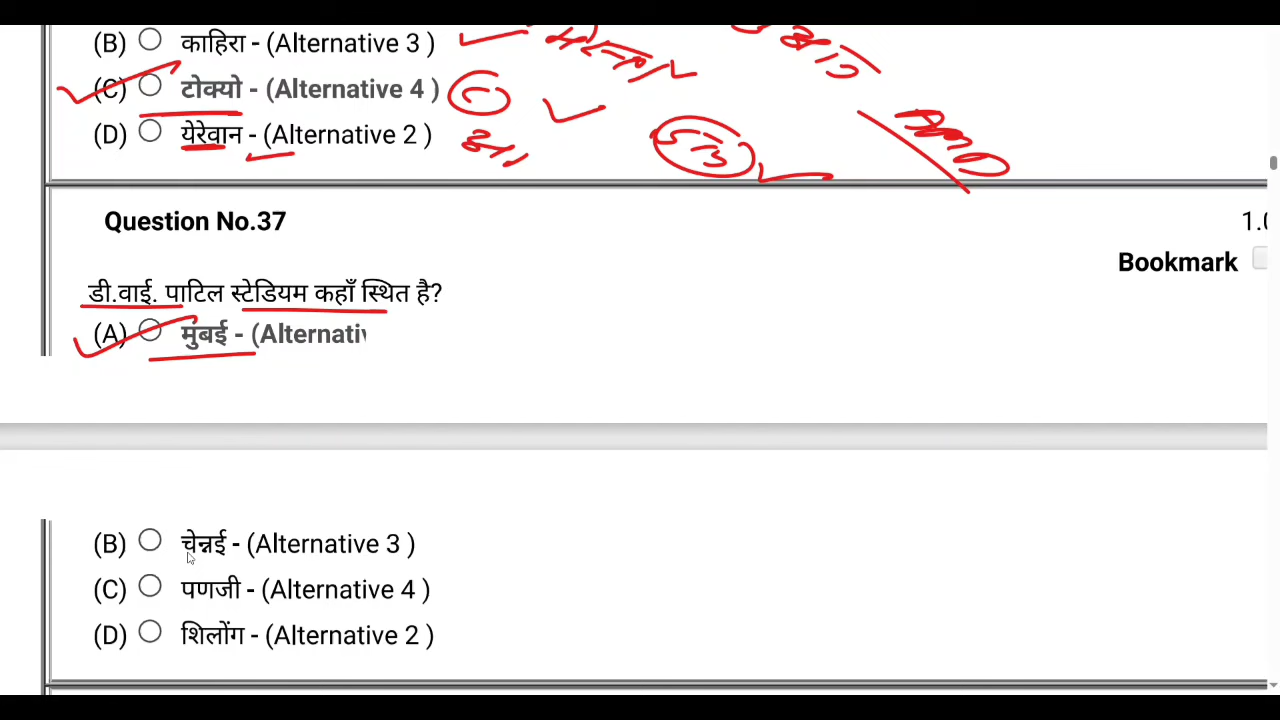 (B) काहिरा - (Alternative 3 )
(C) टोक्यो - (Alternative 4 )
(D) येरेवान - (Alternative 2 )
Question No.37
1.0
Bookmark
डी.वाई. पाटिल स्टेडियम कहाँ स्थित है?
(A) मुंबई - (Alternativ
(B) चेन्नई - (Alternative 3 )
(C) पणजी - (Alternative 4 )
(D) शिलोंग - (Alternative 2 )